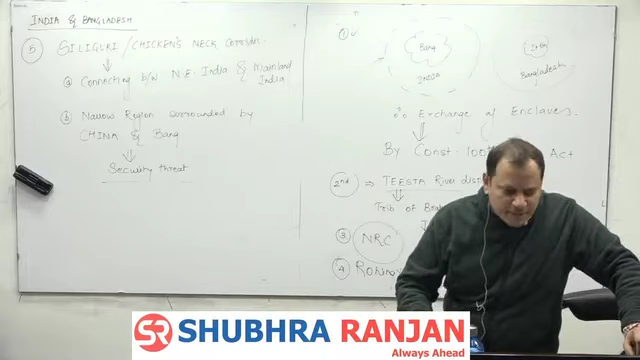 INDIA & BANGLADESH
5 SILIGURI / CHICKEN'S NECK Corridor.
a Connecting b/w N.E. India & Mainland India
b Narrow Region surrounded by
CHINA & Bang
Security threat
1
Bang
INDIA
India
Bangladesh
Exchange of Enclaves.
By Const. 100th Act
2nd ⇒ TEESTA River
Trib of
3 NRC
4
SR SHUBHRA RANJAN
Always Ahead